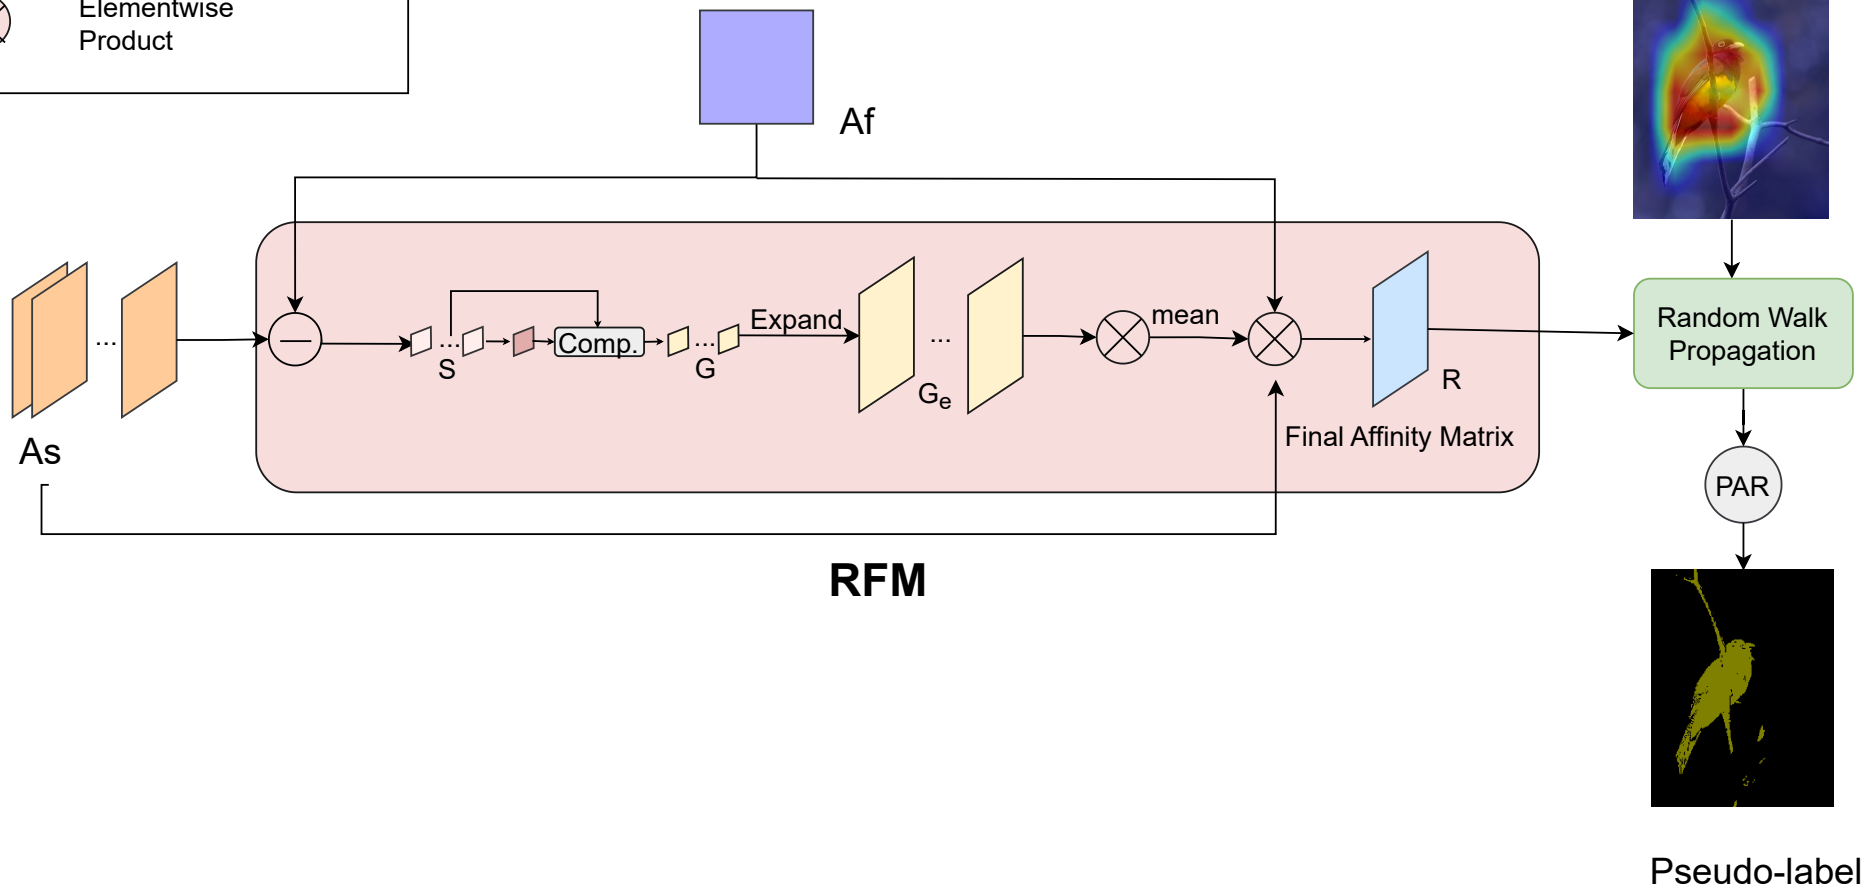 Elementwise
Product
Af
As
...
...
S
Comp.
...
G
Expand
...
Ge
mean
R
Final Affinity Matrix
Random Walk
Propagation
PAR
RFM
Pseudo-label